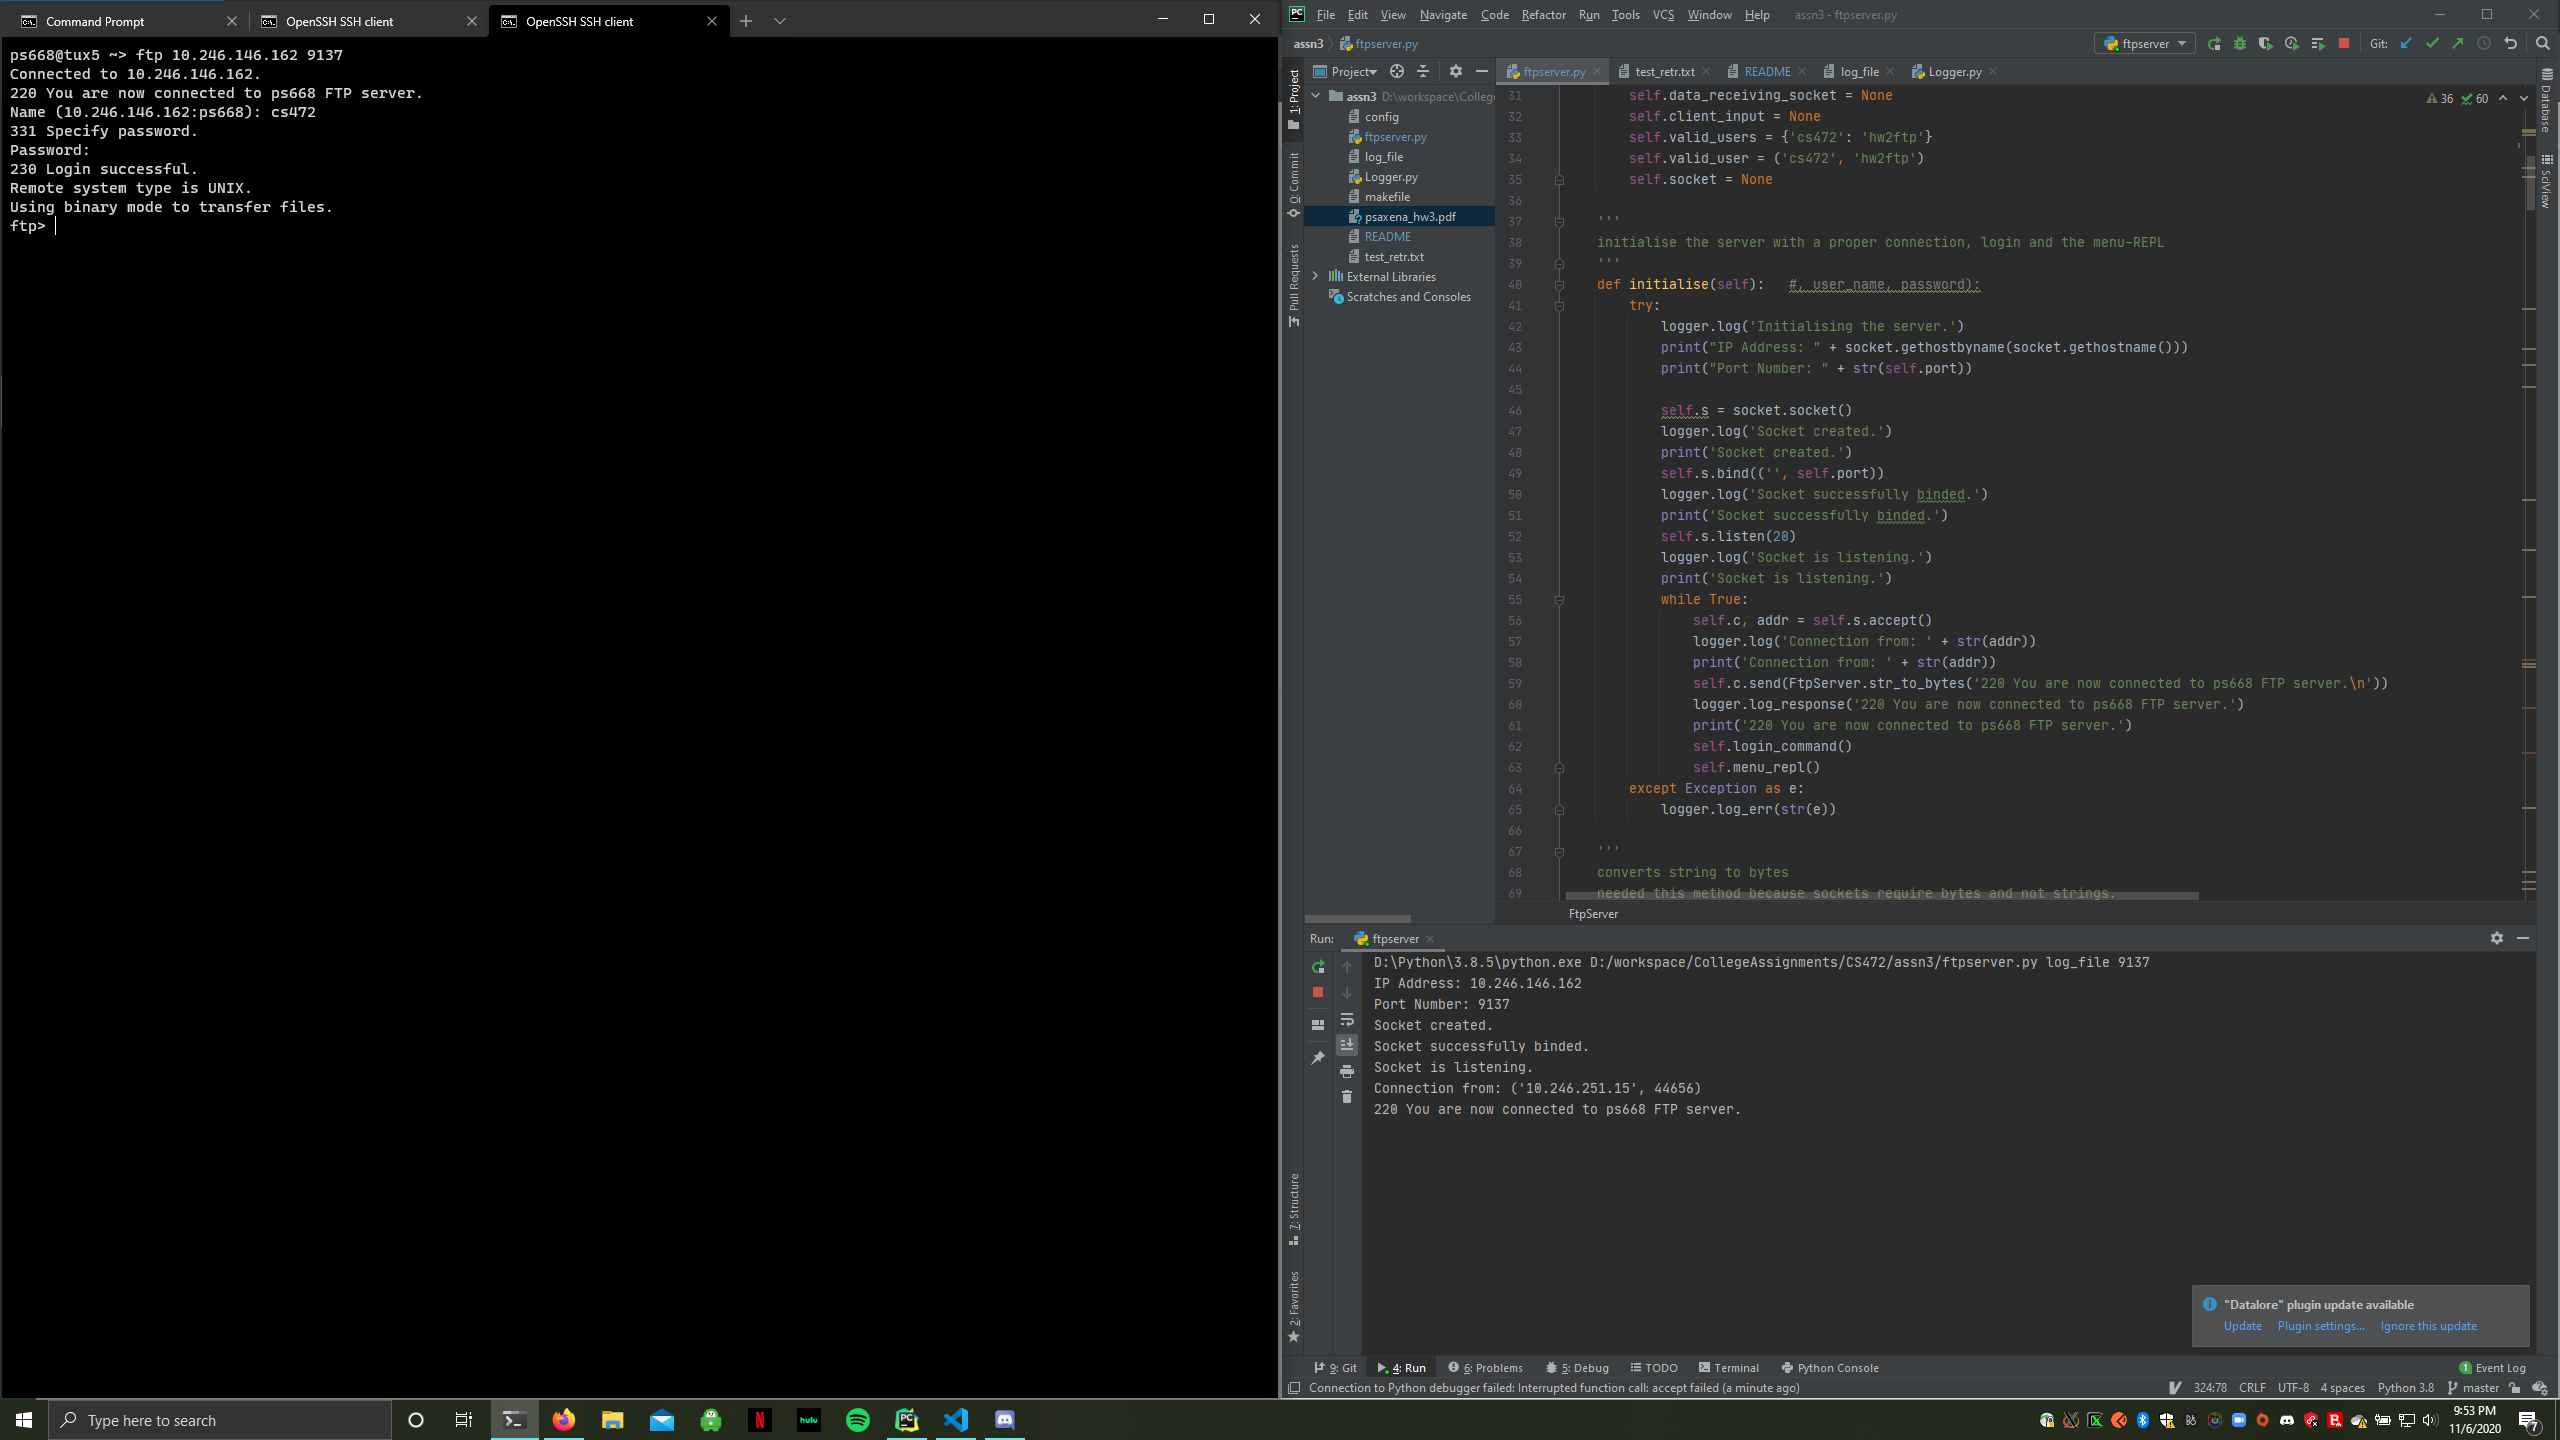 Command Prompt
OpenSSH SSH client
OpenSSH SSH client
ps668@tux5 ~> ftp 10.246.146.162 9137
Connected to 10.246.146.162.
220 You are now connected to ps668 FTP server.
Name (10.246.146.162:ps668): cs472
331 Specify password.
Password:
230 Login successful.
Remote system type is UNIX.
Using binary mode to transfer files.
ftp>
PC File Edit View Navigate Code Refactor Run Tools VCS Window Help assn3 - ftpserver.py
assn3 ftpserver.py
ftpserver Git:
Project
ftpserver.py test_retr.txt README log_file Logger.py
assn3 D:\workspace\College
config
ftpserver.py
log_file
Logger.py
makefile
psaxena_hw3.pdf
README
test_retr.txt
External Libraries
Scratches and Consoles
1: Project
0: Commit
Pull Requests
7: Structure
2: Favorites
Database
SciView
36 60
31 self.data_receiving_socket = None
32 self.client_input = None
33 self.valid_users = {'cs472': 'hw2ftp'}
34 self.valid_user = ('cs472', 'hw2ftp')
35 self.socket = None
36
37 '''
38 initialise the server with a proper connection, login and the menu-REPL
39 '''
40 def initialise(self): #, user_name, password):
41 try:
42 logger.log('Initialising the server.')
43 print("IP Address: " + socket.gethostbyname(socket.gethostname()))
44 print("Port Number: " + str(self.port))
45
46 self.s = socket.socket()
47 logger.log('Socket created.')
48 print('Socket created.')
49 self.s.bind(('', self.port))
50 logger.log('Socket successfully binded.')
51 print('Socket successfully binded.')
52 self.s.listen(20)
53 logger.log('Socket is listening.')
54 print('Socket is listening.')
55 while True:
56 self.c, addr = self.s.accept()
57 logger.log('Connection from: ' + str(addr))
58 print('Connection from: ' + str(addr))
59 self.c.send(FtpServer.str_to_bytes('220 You are now connected to ps668 FTP server.\n'))
60 logger.log_response('220 You are now connected to ps668 FTP server.')
61 print('220 You are now connected to ps668 FTP server.')
62 self.login_command()
63 self.menu_repl()
64 except Exception as e:
65 logger.log_err(str(e))
66
67 '''
68 converts string to bytes
69 needed this method because sockets require bytes and not strings.
FtpServer
Run: ftpserver
D:\Python\3.8.5\python.exe D:/workspace/CollegeAssignments/CS472/assn3/ftpserver.py log_file 9137
IP Address: 10.246.146.162
Port Number: 9137
Socket created.
Socket successfully binded.
Socket is listening.
Connection from: ('10.246.251.15', 44656)
220 You are now connected to ps668 FTP server.
"Datalore" plugin update available
Update Plugin settings... Ignore this update
9: Git 4: Run 6: Problems 5: Debug TODO Terminal Python Console 1 Event Log
Connection to Python debugger failed: Interrupted function call: accept failed (a minute ago) 324:78 CRLF UTF-8 4 spaces Python 3.8 master
Type here to search
N
hulu
PC
9:53 PM
11/6/2020
7